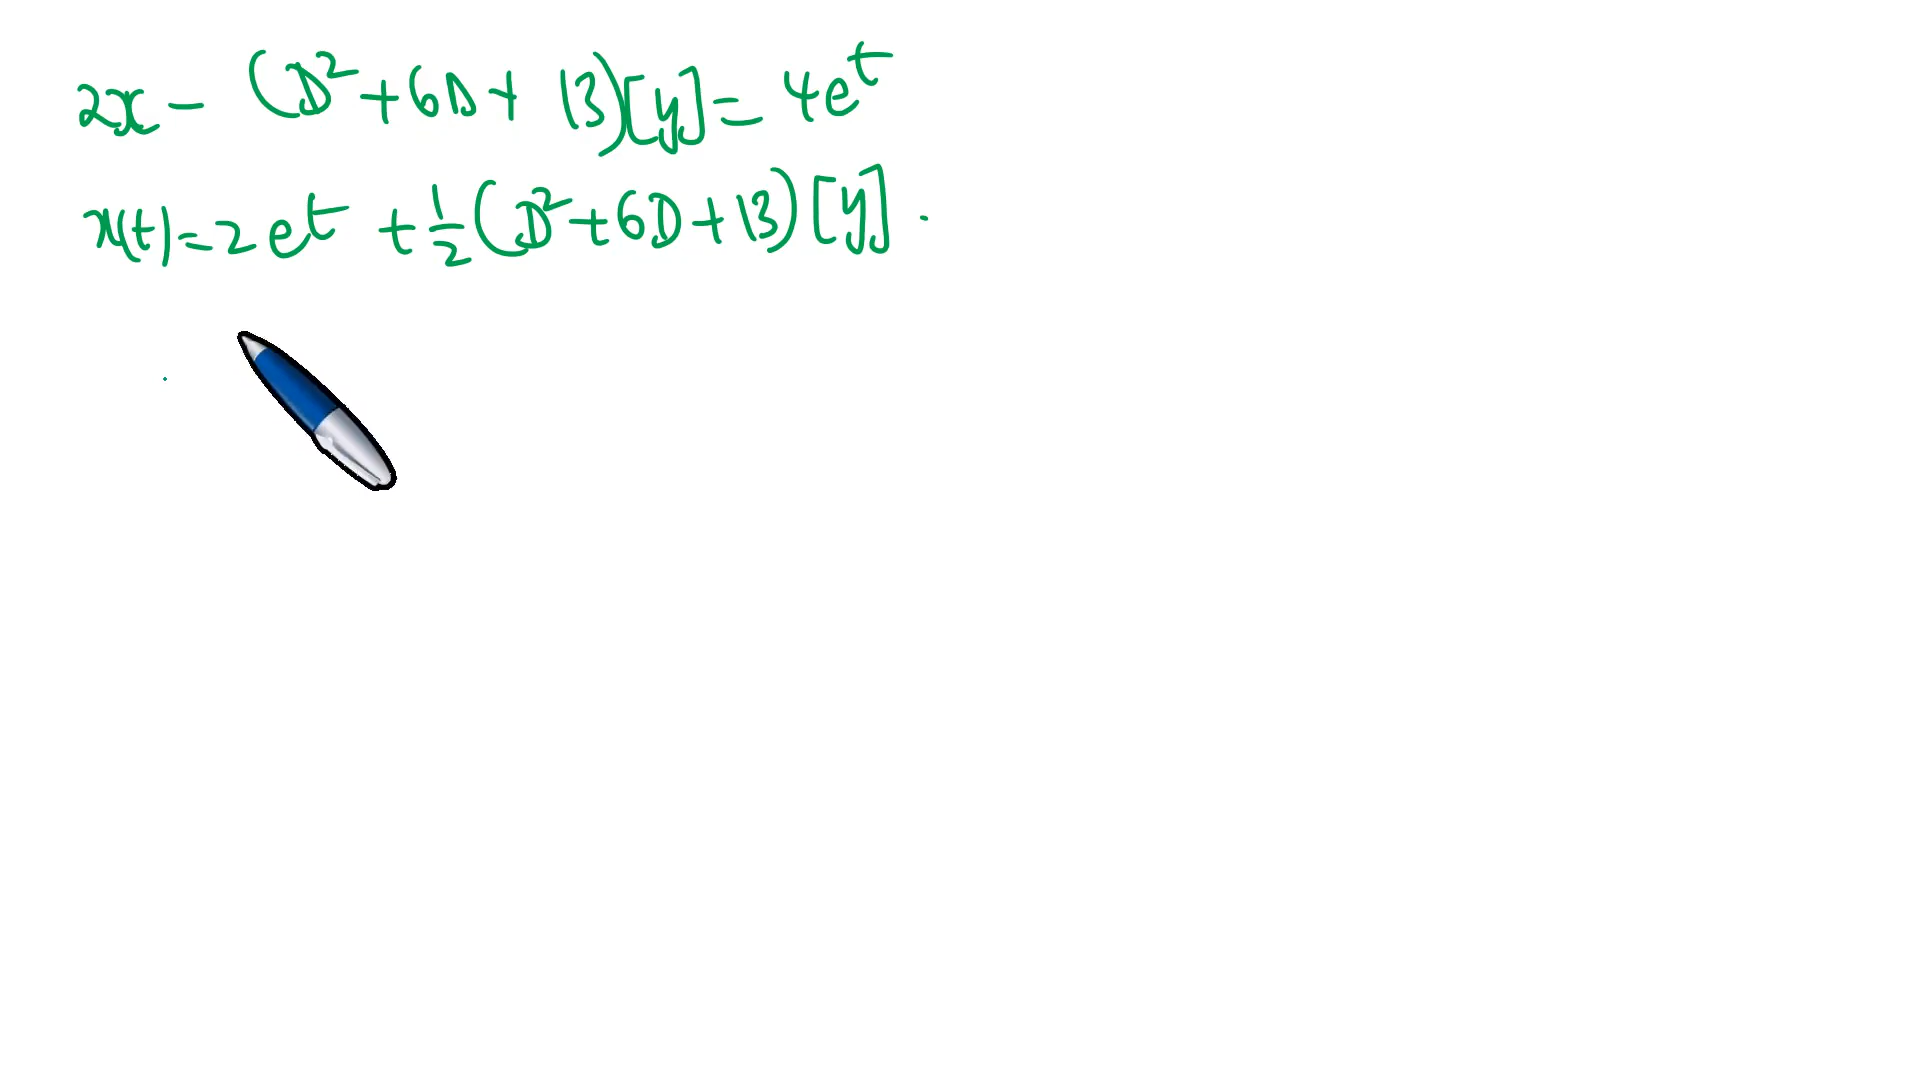 2x - (D²+6D+ 13)[y] = 4e^t
x(t) = 2e^t + 1/2 (D²+6D+13) [y] .